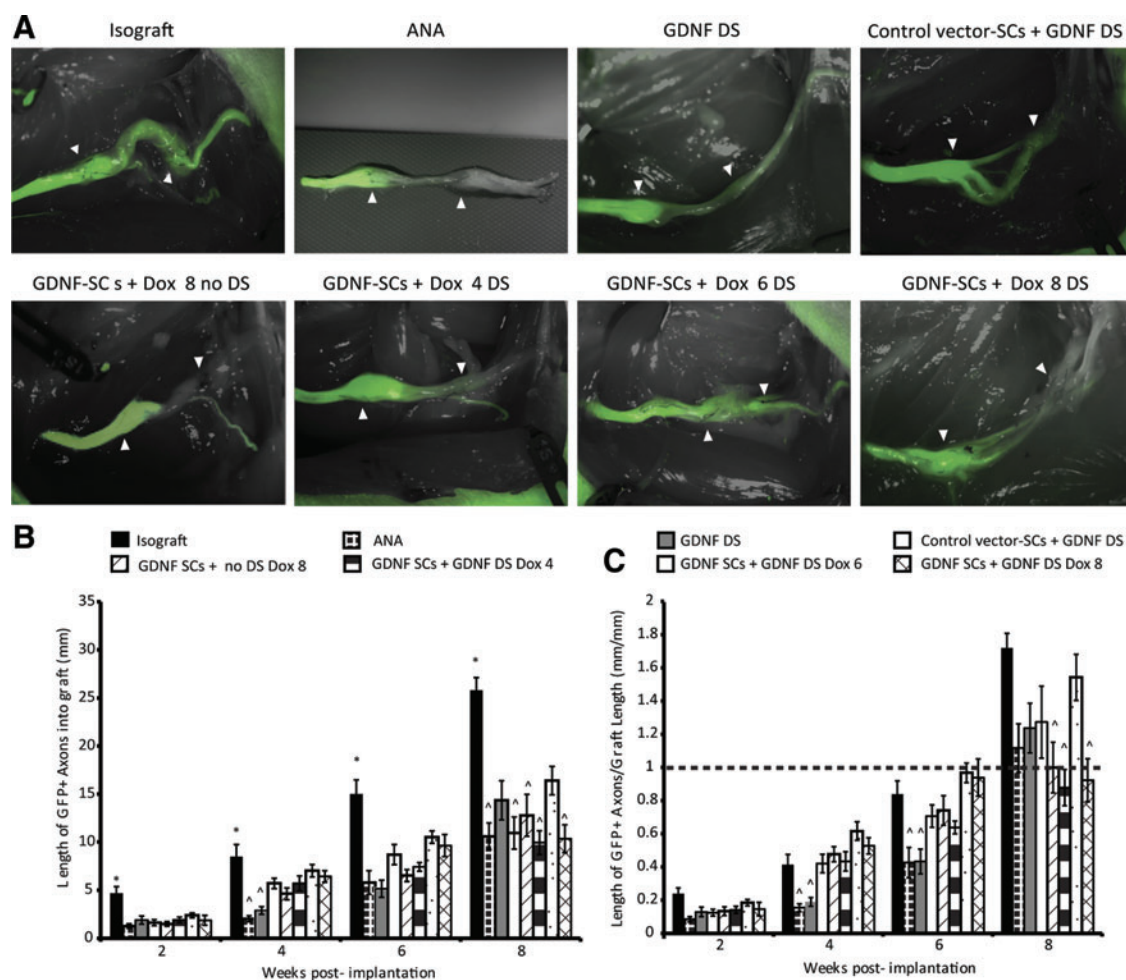 A
Isograft
ANA
GDNF DS
Control vector-SCs + GDNF DS
GDNF-SC s + Dox 8 no DS
GDNF-SCs + Dox 4 DS
GDNF-SCs + Dox 6 DS
GDNF-SCs + Dox 8 DS
B
Isograft
ANA
GDNF DS
Control vector-SCs + GDNF DS
GDNF SCs + no DS Dox 8
GDNF SCs + GDNF DS Dox 4
C
GDNF SCs + GDNF DS Dox 6
GDNF SCs + GDNF DS Dox 8
Length of GFP+ Axons into graft (mm)
35
30
25
20
15
10
5
0
* * * *
^ ^ ^ ^ ^ ^ ^ ^
2 4 6 8
Weeks post- implantation
Length of GFP+ Axons/Graft Length (mm/mm)
2
1.8
1.6
1.4
1.2
1
0.8
0.6
0.4
0.2
0
^ ^ ^ ^ ^ ^ ^
2 4 6 8
Weeks post- implantation